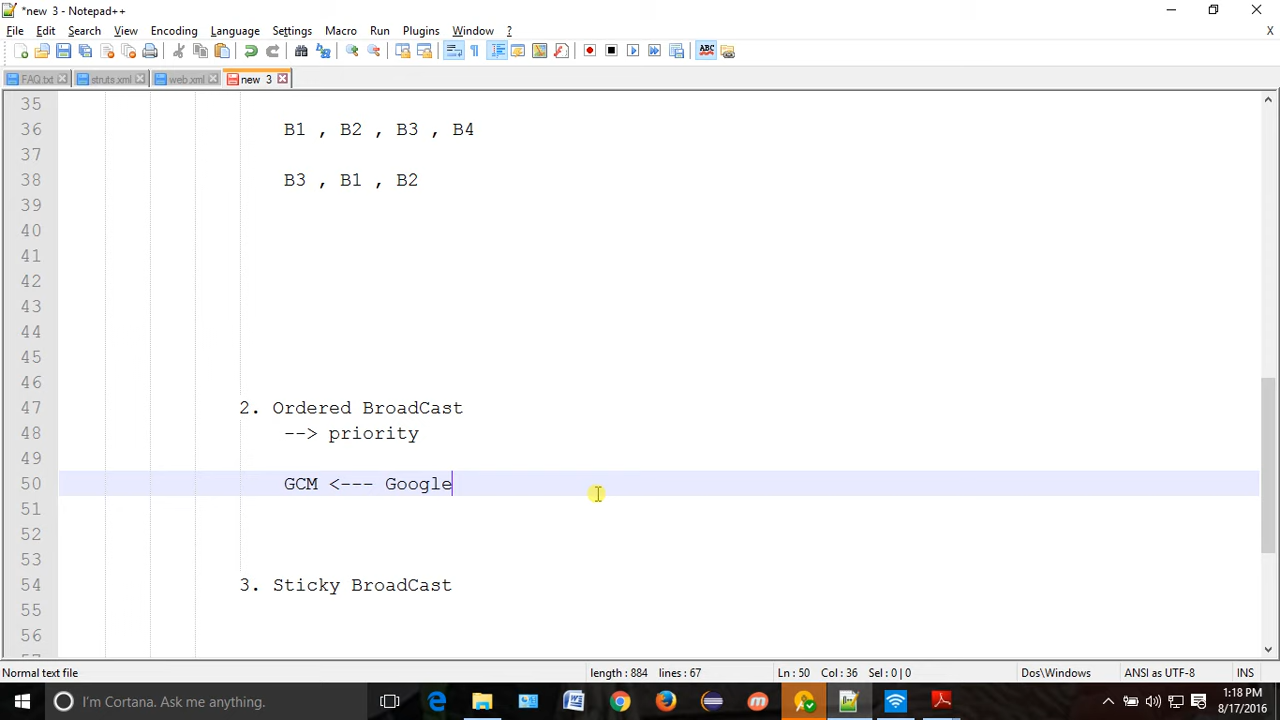 *new 3 - Notepad++
File Edit Search View Encoding Language Settings Macro Run Plugins Window ? X
FAQ.txt struts.xml web.xml new 3
35
36 B1 , B2 , B3 , B4
37
38 B3 , B1 , B2
39
40
41
42
43
44
45
46
47 2. Ordered BroadCast
48 --> priority
49
50 GCM <--- Google
51
52
53
54 3. Sticky BroadCast
55
56
57
Normal text file length : 884 lines : 67 Ln : 50 Col : 36 Sel : 0 | 0 Dos\Windows ANSI as UTF-8 INS
I'm Cortana. Ask me anything. 1:18 PM
8/17/2016